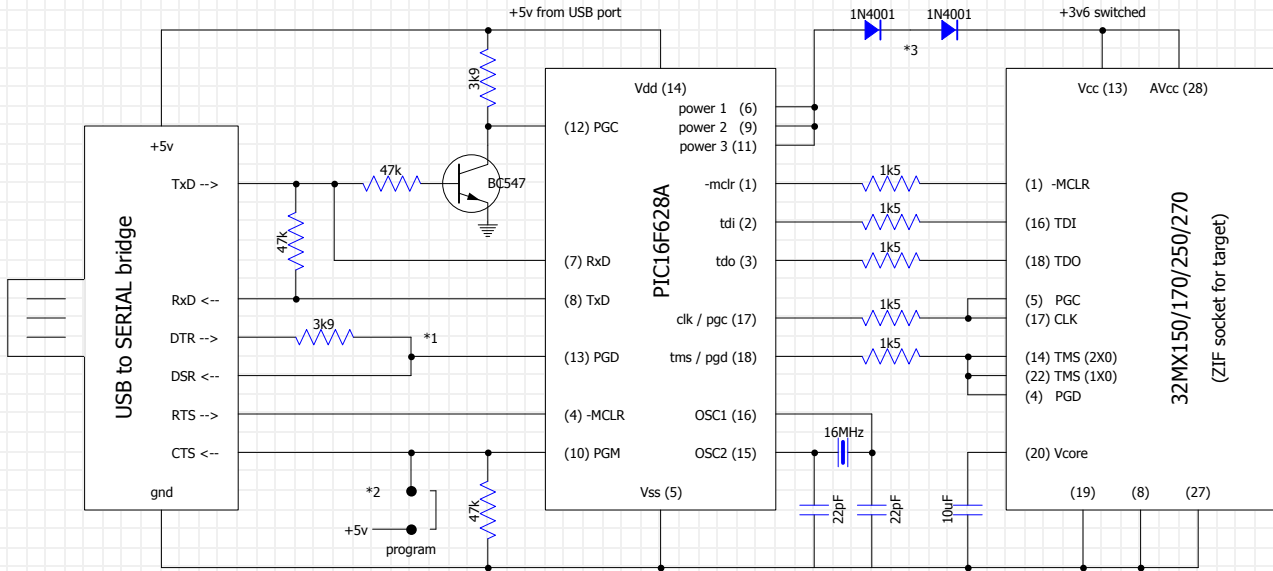 +5v from USB port
1N4001
1N4001
+3v6 switched
*3
3k9
Vdd (14)
Vcc (13)
AVcc (28)
power 1 (6)
power 2 (9)
power 3 (11)
(12) PGC
+5v
TxD -->
47k
BC547
-mclr (1)
1k5
(1) -MCLR
tdi (2)
1k5
(16) TDI
47k
(7) RxD
tdo (3)
1k5
(18) TDO
RxD <--
(8) TxD
(5) PGC
clk / pgc (17)
1k5
(17) CLK
DTR -->
3k9
*1
(13) PGD
tms / pgd (18)
1k5
(14) TMS (2X0)
DSR <--
(22) TMS (1X0)
(4) PGD
RTS -->
(4) -MCLR
OSC1 (16)
16MHz
CTS <--
(10) PGM
OSC2 (15)
(20) Vcore
gnd
*2
47k
Vss (5)
22pF
22pF
10uF
(19)
(8)
(27)
+5v
program
USB to SERIAL bridge
PIC16F628A
32MX150/170/250/270
(ZIF socket for target)